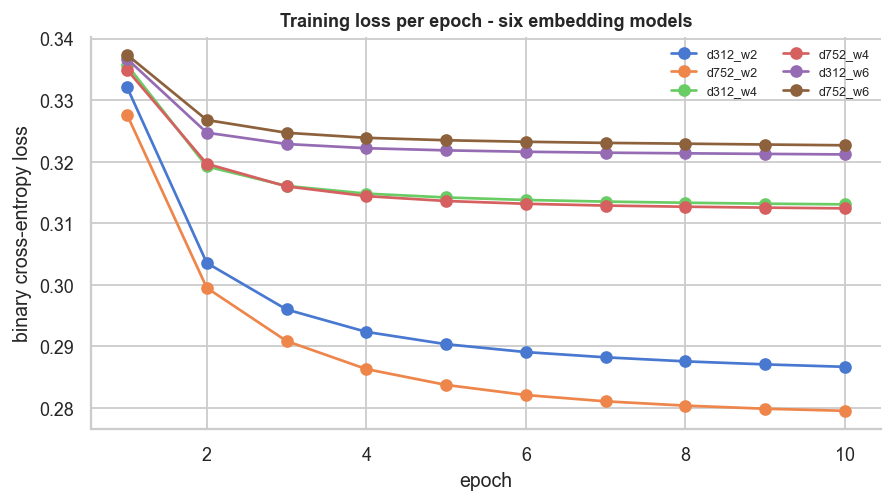 Training loss per epoch - six embedding models
binary cross-entropy loss
0.34
0.33
0.32
0.31
0.30
0.29
0.28
d312_w2
d752_w2
d312_w4
d752_w4
d312_w6
d752_w6
2 4 6 8 10
epoch